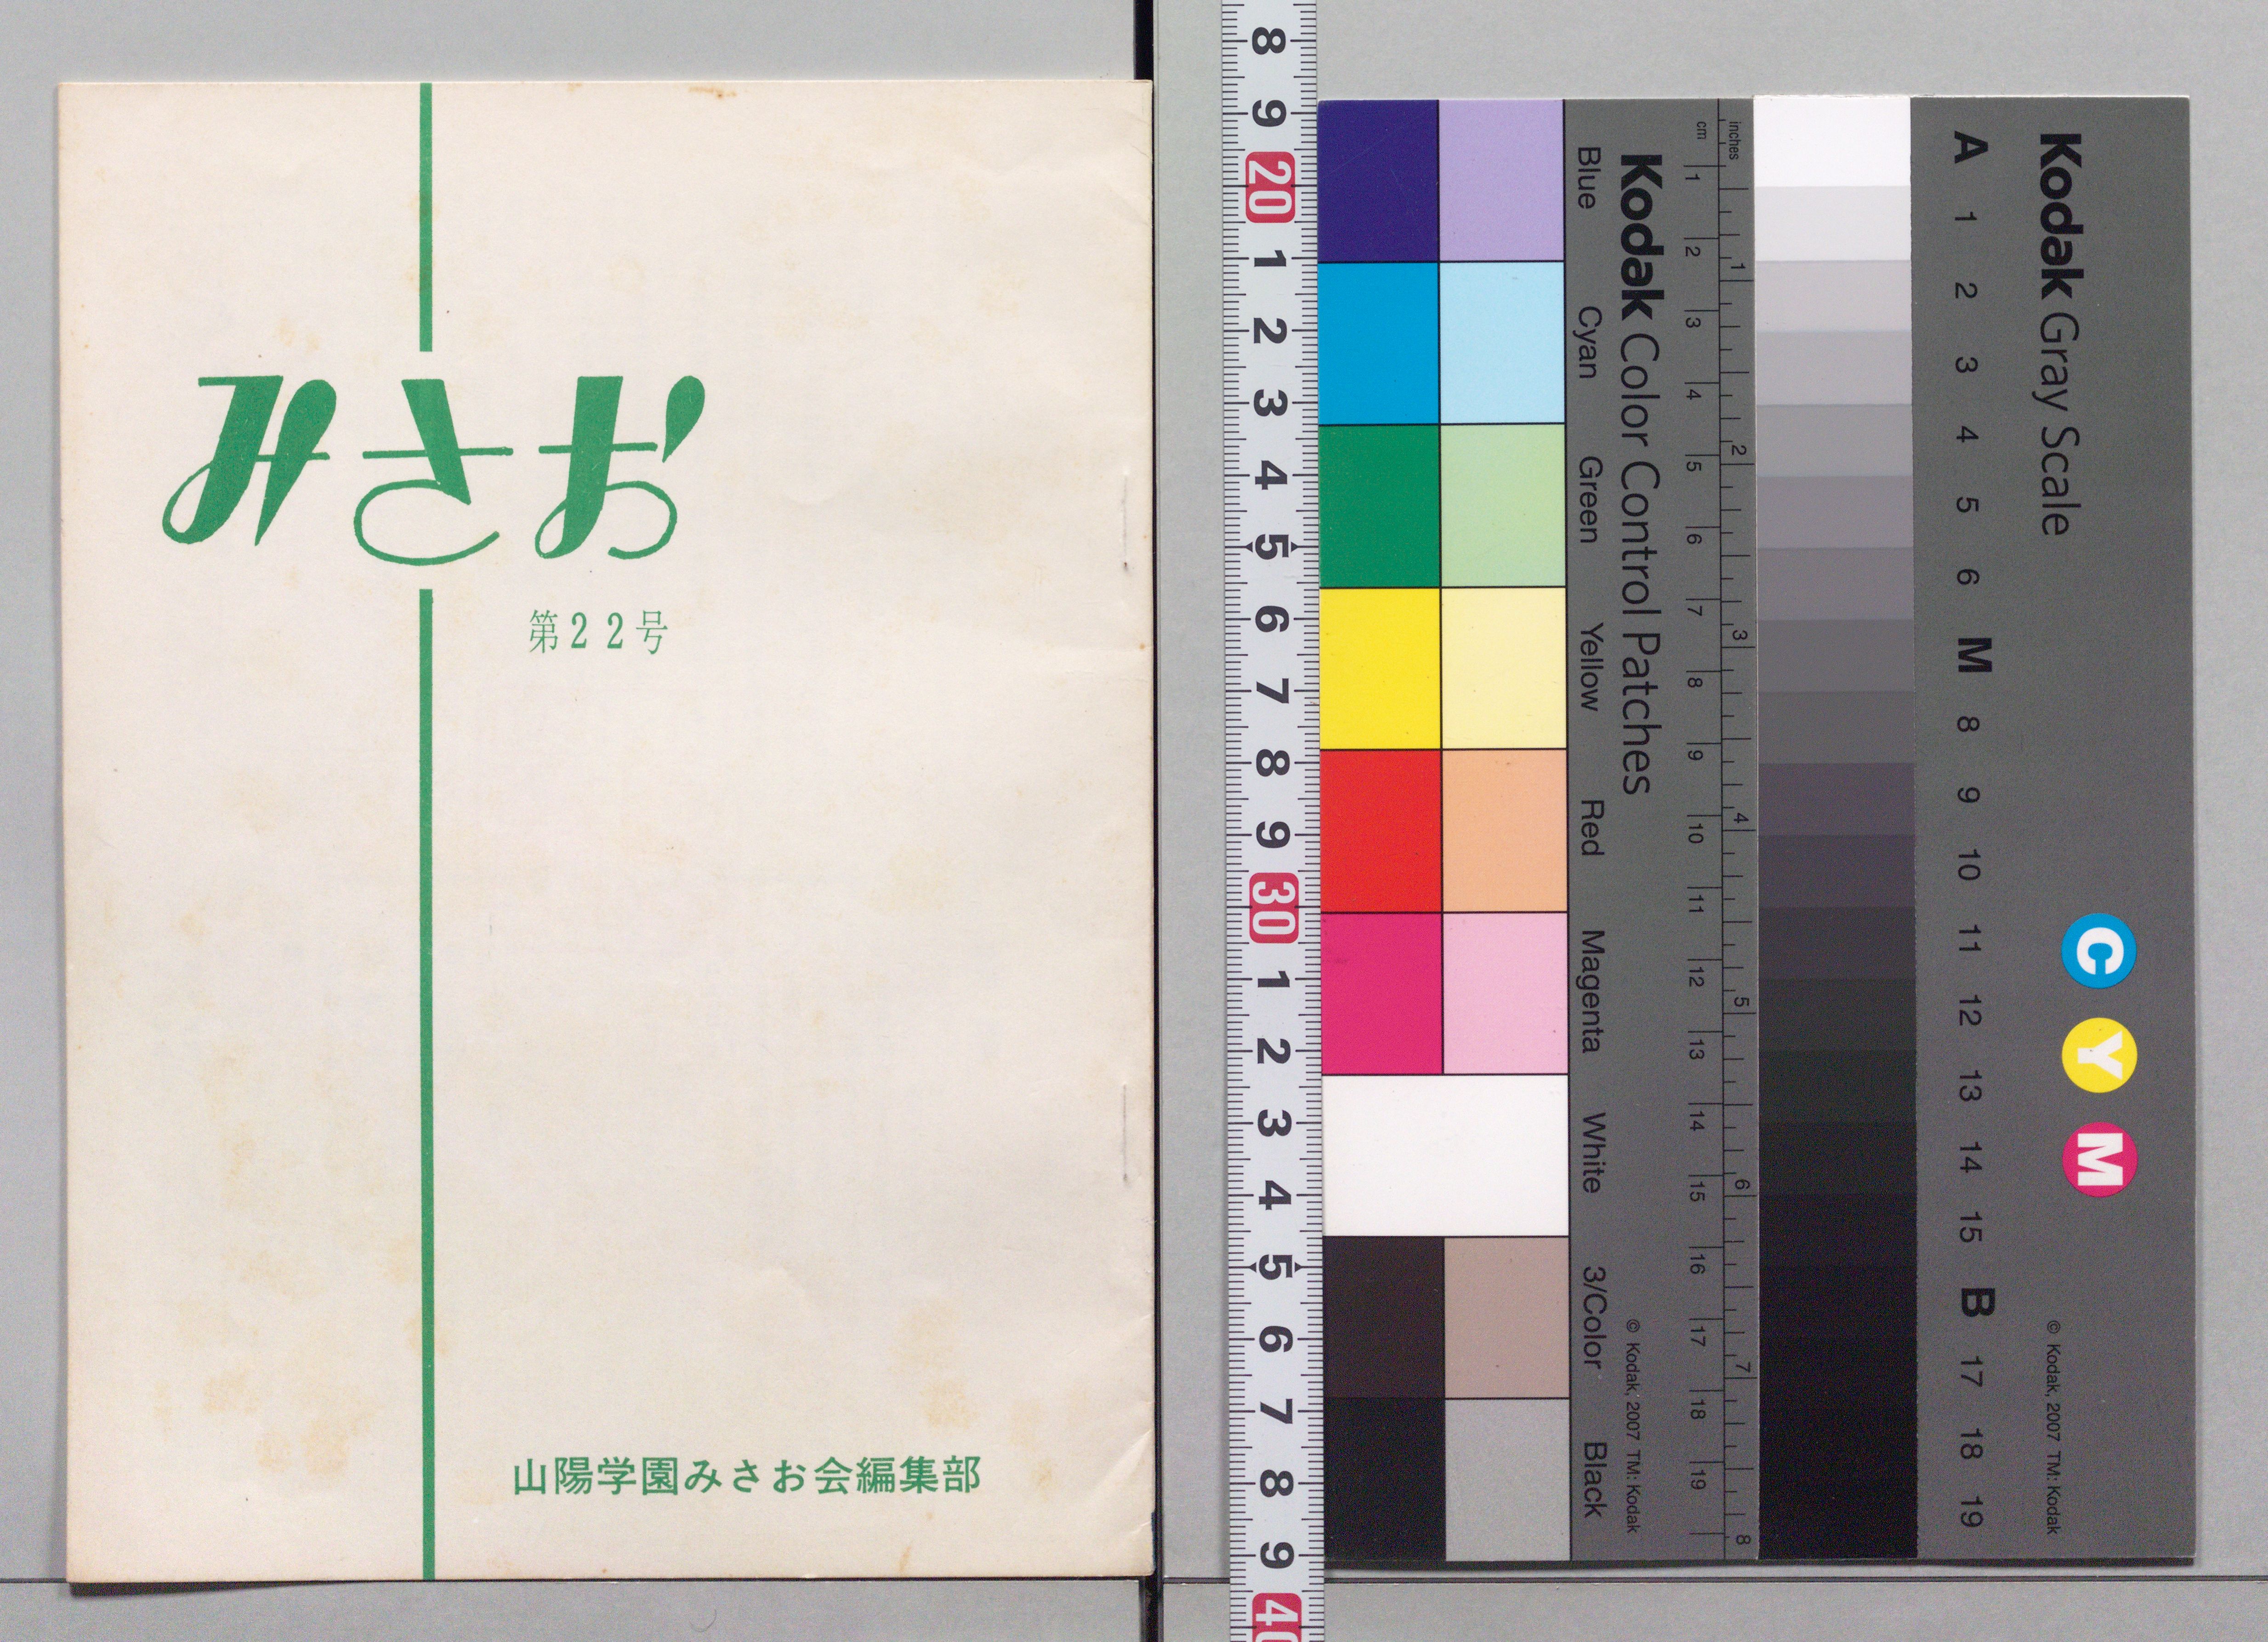 みさお
第22号
山陽学園みさお会編集部
8
9
20
1
2
3
4
5
6
7
8
9
30
1
2
3
4
5
6
7
8
9
40
Kodak Color Control Patches
Blue
Cyan
Green
Yellow
Red
Magenta
White
3/Color
Black
© Kodak, 2007 TM: Kodak
cm
1
2
3
4
5
6
7
8
9
10
11
12
13
14
15
16
17
18
19
inches
1
2
3
4
5
6
7
8
Kodak Gray Scale
C
Y
M
© Kodak, 2007 TM: Kodak
A
1
2
3
4
5
6
M
8
9
10
11
12
13
14
15
B
17
18
19